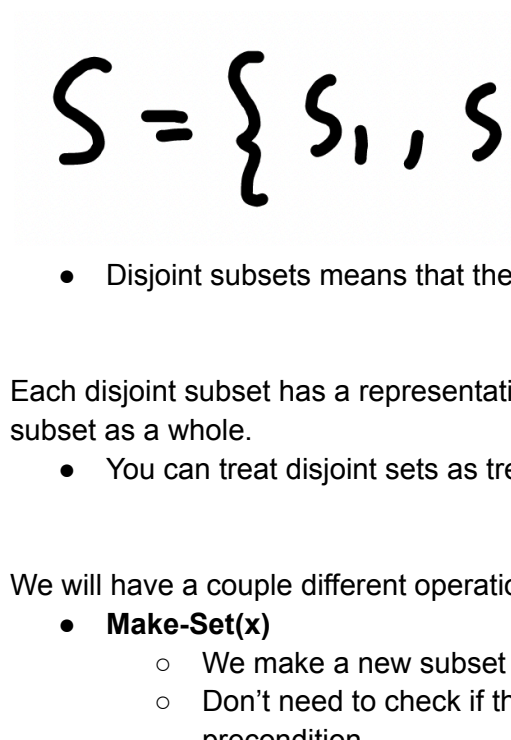 S = { S₁ , S
● Disjoint subsets means that the
Each disjoint subset has a representati
subset as a whole.
● You can treat disjoint sets as tre
We will have a couple different operatio
● Make-Set(x)
○ We make a new subset
○ Don’t need to check if th
precondition